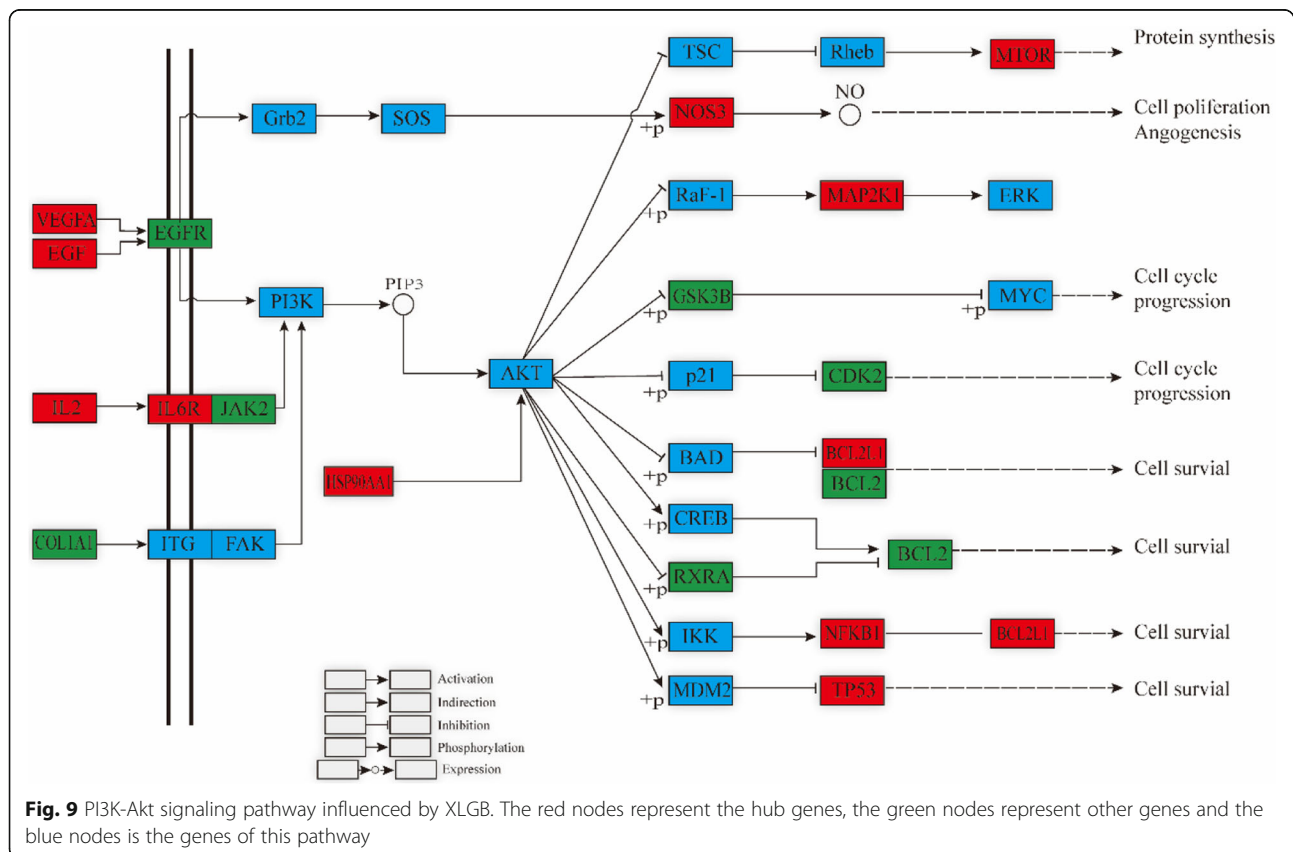 TSC
Rheb
MTOR
Protein synthesis
Grb2
SOS
+p
NOS3
NO
Cell poliferation
Angogenesis
VEGFA
EGF
EGFR
+p
RaF-1
MAP2K1
ERK
PI3K
PIP3
+p
GSK3B
+p
MYC
Cell cycle
progression
AKT
+p
p21
CDK2
Cell cycle
progression
IL2
IL6R
JAK2
HSP90AA1
+p
BAD
BCL2L1
BCL2
Cell survial
COL1A1
ITG
FAK
+p
CREB
+p
RXRA
BCL2
Cell survial
+p
IKK
NFKB1
BCL2L1
Cell survial
+p
MDM2
TP53
Cell survial
Activation
Indirection
Inhibition
Phosphorylation
Expression
Fig. 9 PI3K-Akt signaling pathway influenced by XLGB. The red nodes represent the hub genes, the green nodes represent other genes and the
blue nodes is the genes of this pathway